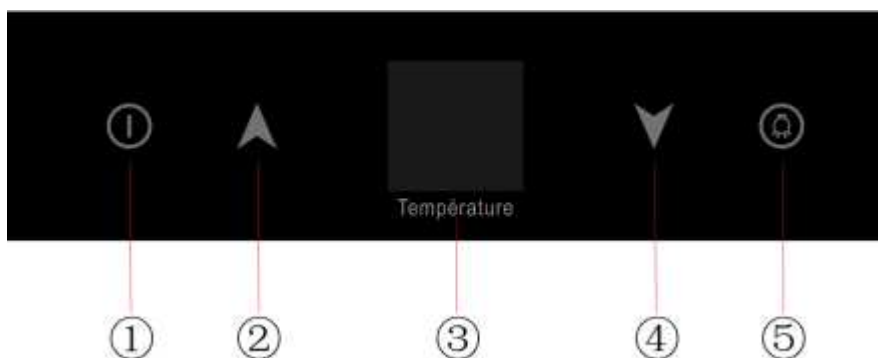 Température
① ② ③ ④ ⑤